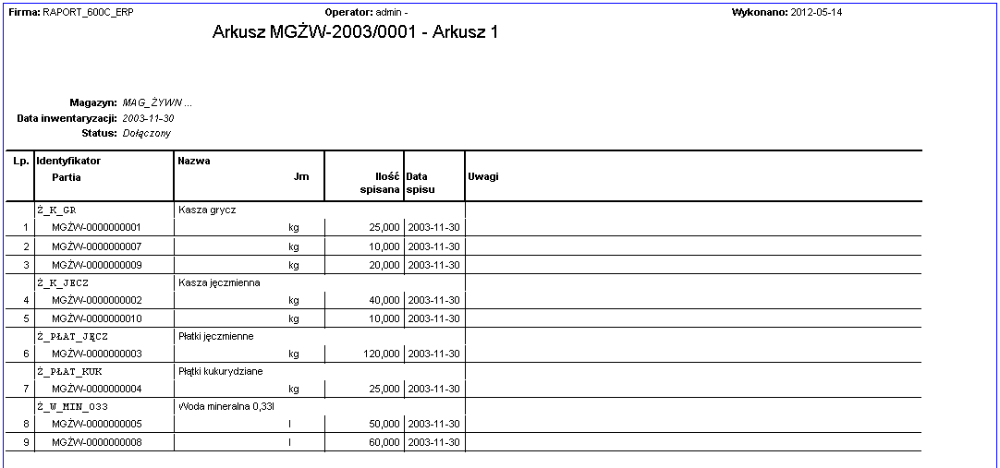 Firma: RAPORT_600C_ERP Operator: admin - Wykonano: 2012-05-14
Arkusz MGŻW-2003/0001 - Arkusz 1
Magazyn: MAG_ŻYWN ...
Data inwentaryzacji: 2003-11-30
Status: Dołączony
Lp. Identyfikator Nazwa
Partia Jm Ilość Data Uwagi
spisana spisu
Ż_K_GR Kasza grycz
1 MGŻW-0000000001 kg 25,000 2003-11-30
2 MGŻW-0000000007 kg 10,000 2003-11-30
3 MGŻW-0000000009 kg 20,000 2003-11-30
Ż_K_JECZ Kasza jęczmienna
4 MGŻW-0000000002 kg 40,000 2003-11-30
5 MGŻW-0000000010 kg 10,000 2003-11-30
Ż_PŁAT_JĘCZ Płatki jęczmienne
6 MGŻW-0000000003 kg 120,000 2003-11-30
Ż_PŁAT_KUK Płątki kukurydziane
7 MGŻW-0000000004 kg 25,000 2003-11-30
Ż_W_MIN_033 Woda mineralna 0,33l
8 MGŻW-0000000005 l 50,000 2003-11-30
9 MGŻW-0000000008 l 60,000 2003-11-30